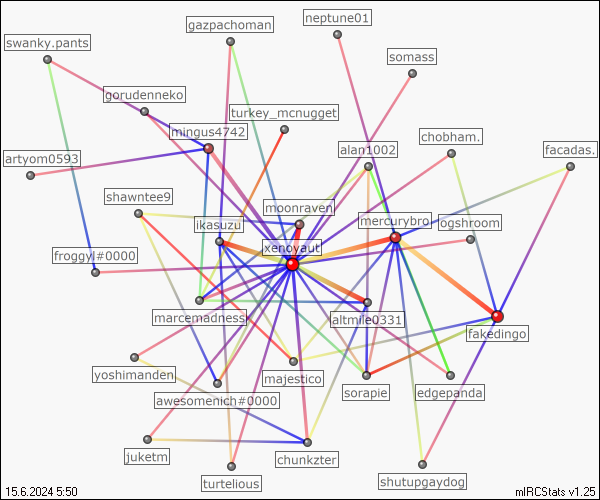 neptune01
gazpachoman
swanky.pants
somass
gorudenneko
turkey_mcnugget
mingus4742
chobham.
alan1002
facadas.
artyom0593
shawntee9
moonraven
mercurybro
ikasuzu
ogshroom
xenoyaut
froggyl#0000
marcemadness
altmile0331
fakedingo
yoshimanden
majestico
sorapie
edgepanda
awesomerich#0000
juketm
chunkzter
turtelious
shutupgaydog
15.6.2024 5:50
mIRCStats v1.25